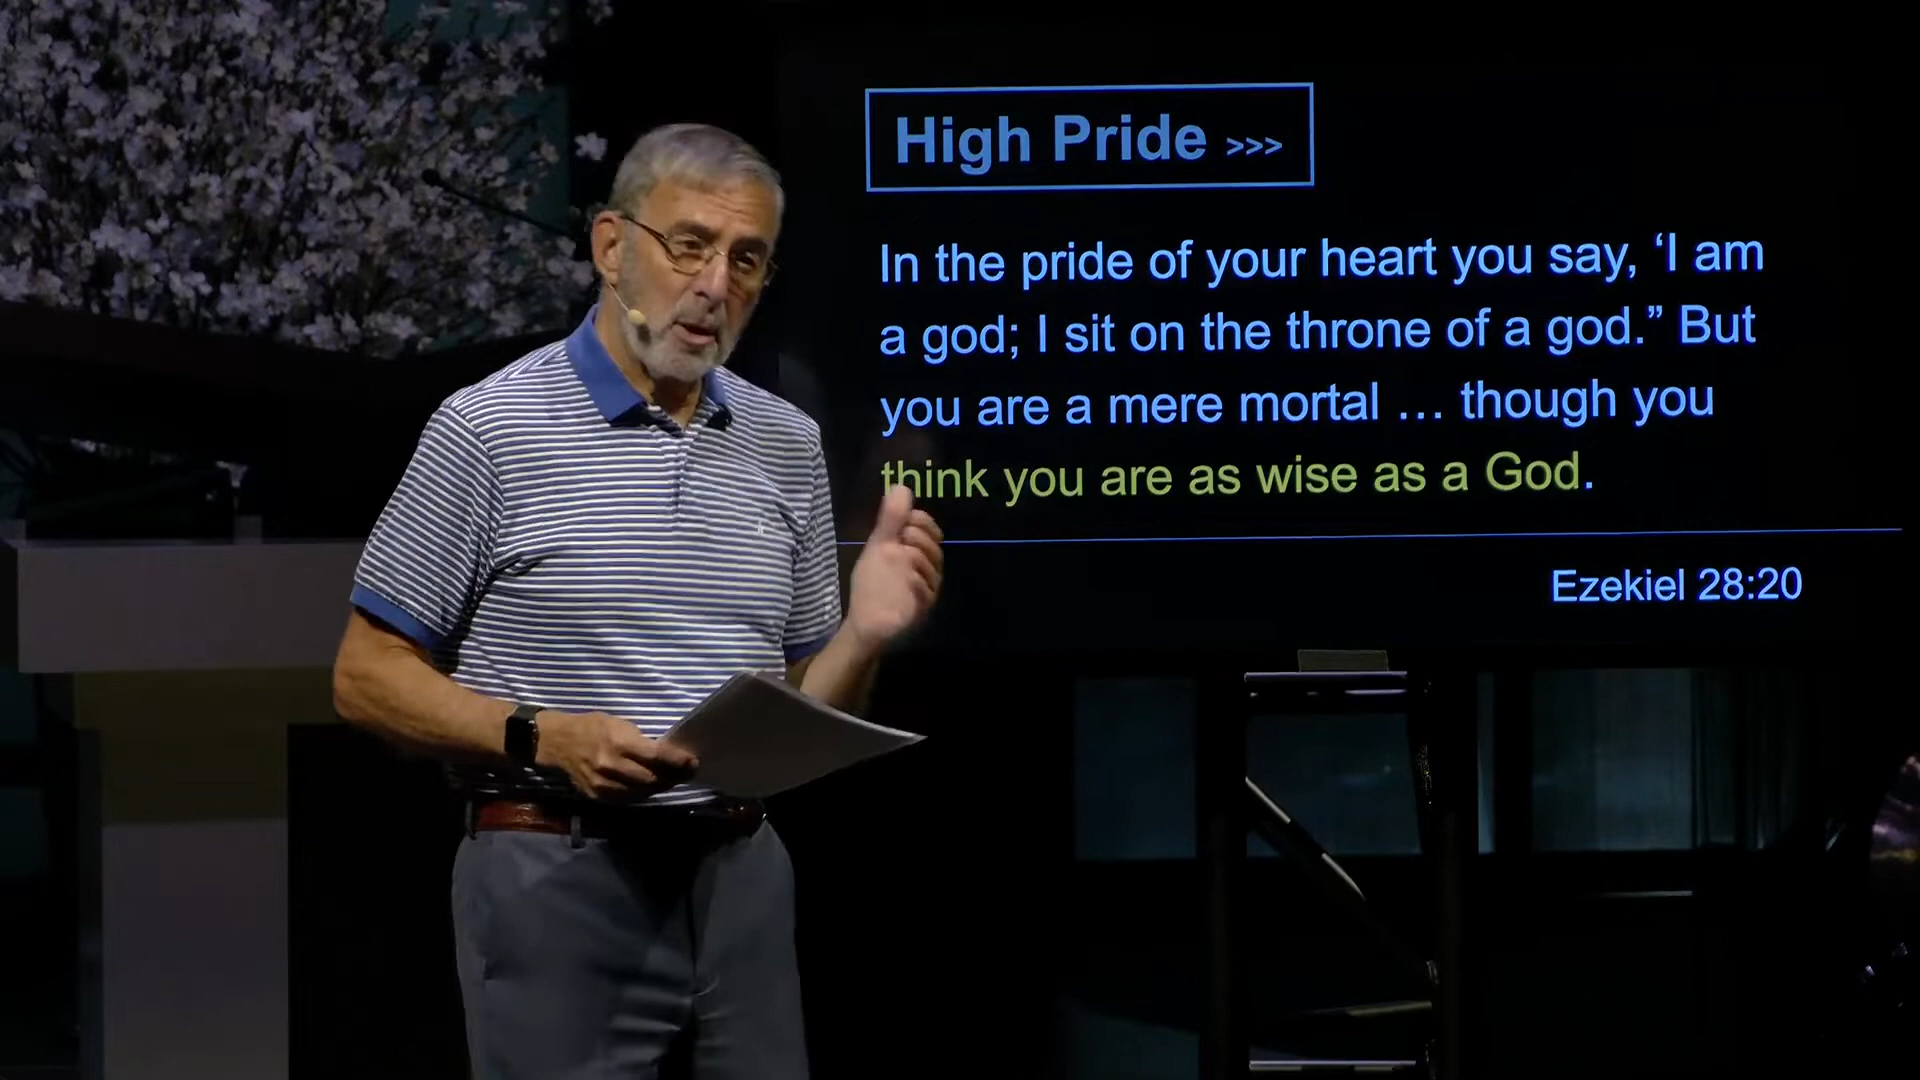 High Pride >>>
In the pride of your heart you say, ‘I am
a god; I sit on the throne of a god.” But
you are a mere mortal … though you
think you are as wise as a God.
Ezekiel 28:20